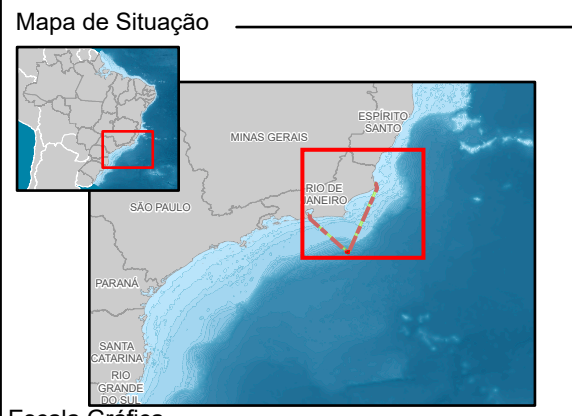 Mapa de Situação
ESPÍRITO
SANTO
MINAS GERAIS
RIO DE
JANEIRO
SÃO PAULO
PARANÁ
SANTA
CATARINA
RIO
GRANDE
DO SUL
Escala Gráfica